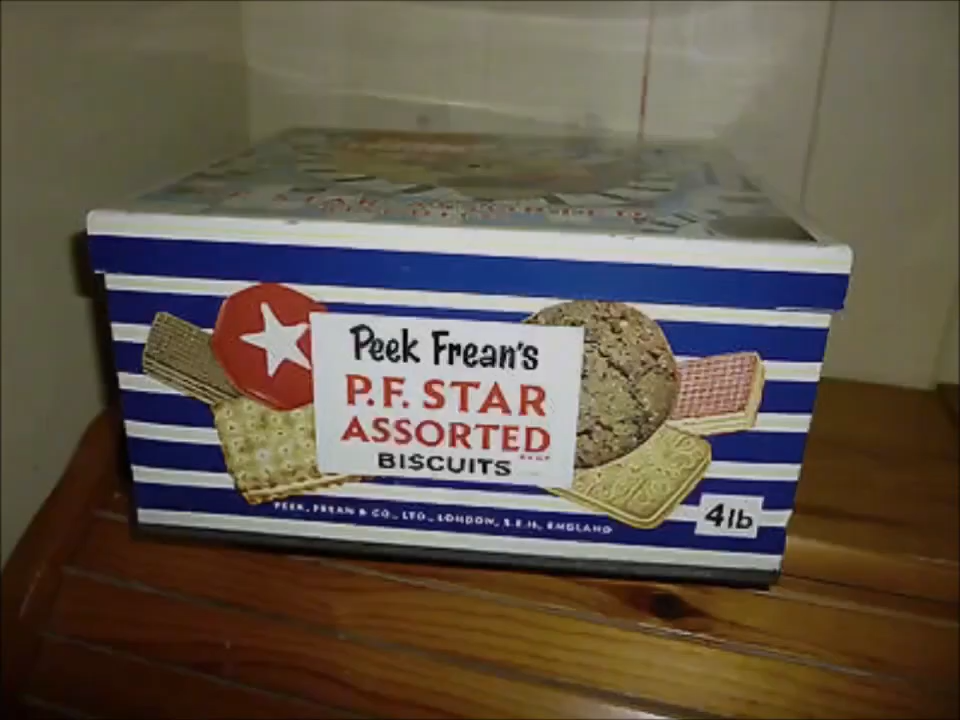 Peek Frean's
P.F. STAR
ASSORTED
BISCUITS
4lb
PEEK, FREAN & CO., LTD., LONDON, S.E.16, ENGLAND